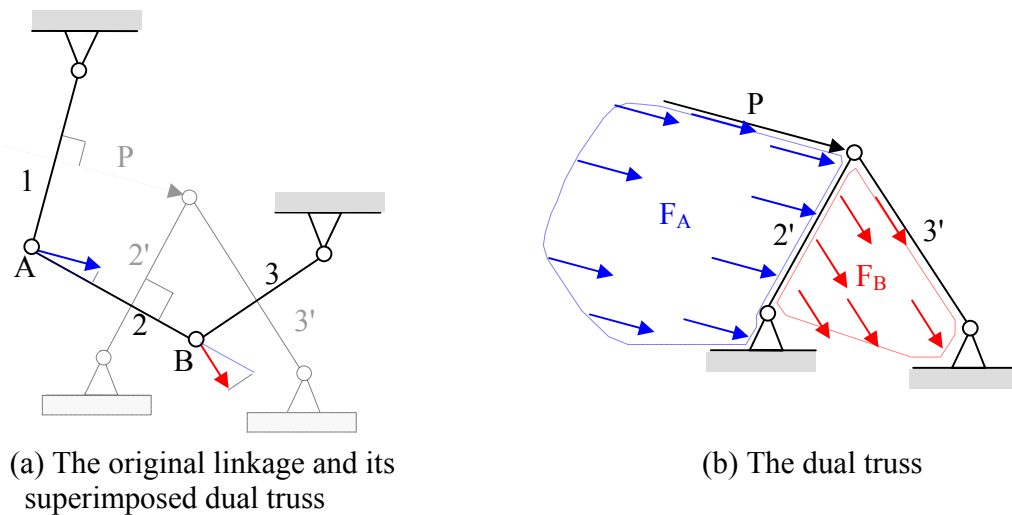 P
1
A
2'
2
3
B
3'
(a) The original linkage and its
superimposed dual truss
P
F_A
2'
3'
F_B
(b) The dual truss